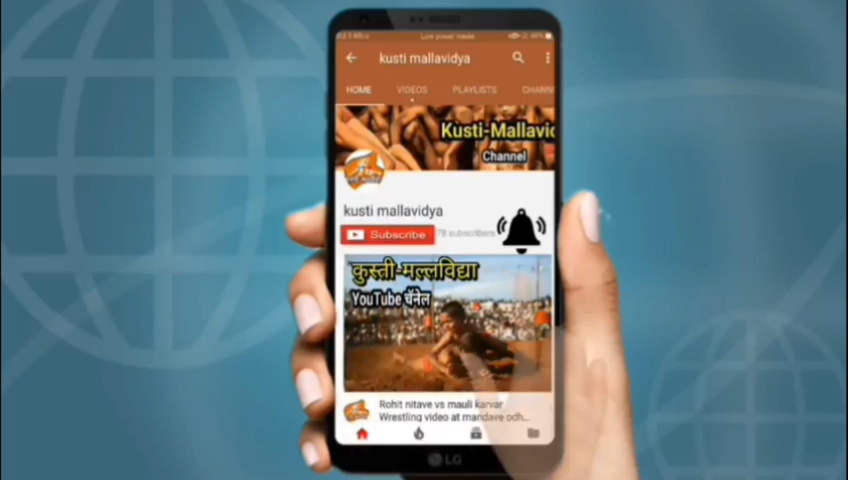 Low power mode
kusti mallavidya
HOME VIDEOS PLAYLISTS CHANN
Kusti-Mallavid
Channel
kusti mallavidya
Subscribe 78 subscribers
कुस्ती-मल्लविद्या
YouTube चॅनेल
Rohit nitave vs mauli karvar
Wrestling video at mandave odh...
LG